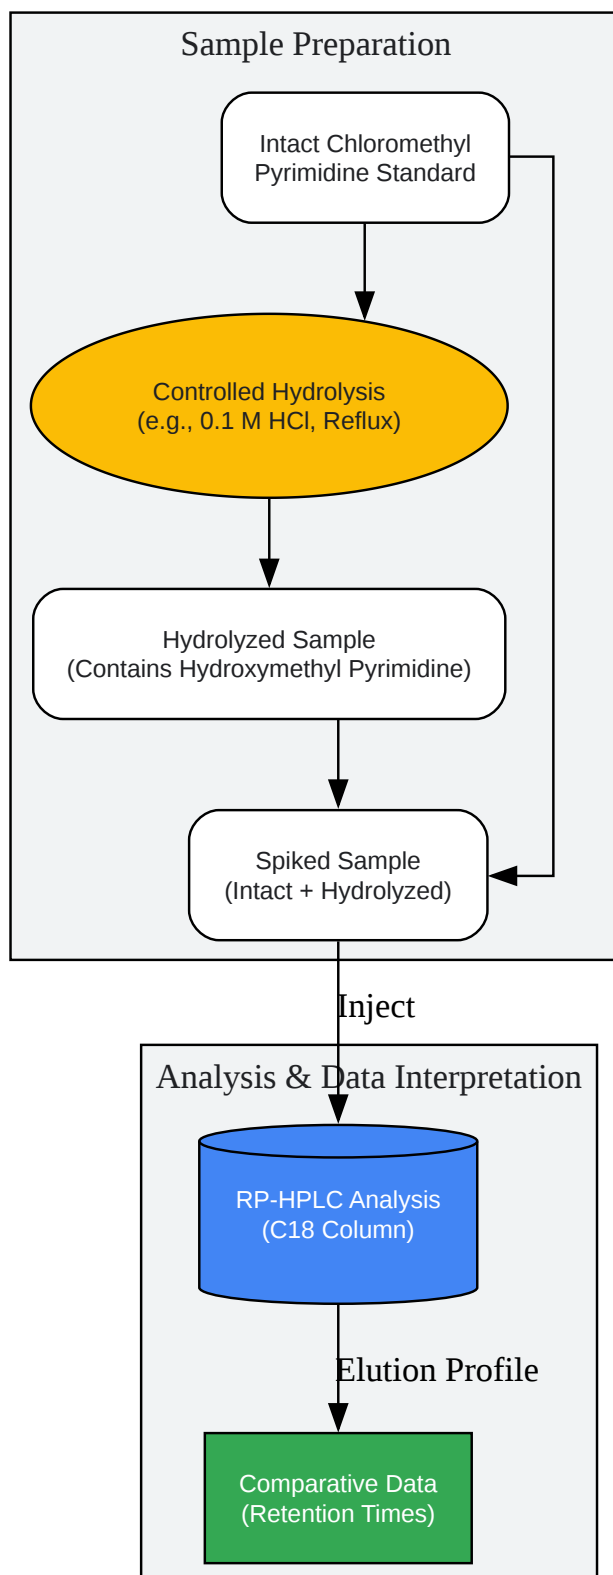 Sample Preparation
Intact Chloromethyl
Pyrimidine Standard
Controlled Hydrolysis
(e.g., 0.1 M HCl, Reflux)
Hydrolyzed Sample
(Contains Hydroxymethyl Pyrimidine)
Spiked Sample
(Intact + Hydrolyzed)
Inject
Analysis & Data Interpretation
RP-HPLC Analysis
(C18 Column)
Elution Profile
Comparative Data
(Retention Times)